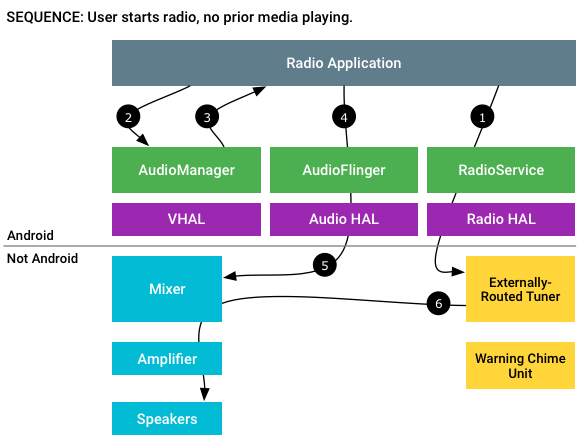 SEQUENCE: User starts radio, no prior media playing.
Radio Application
2
3
4
1
AudioManager
AudioFlinger
RadioService
VHAL
Audio HAL
Radio HAL
Android
Not Android
5
Mixer
Externally-
Routed Tuner
6
Amplifier
Warning Chime
Unit
Speakers